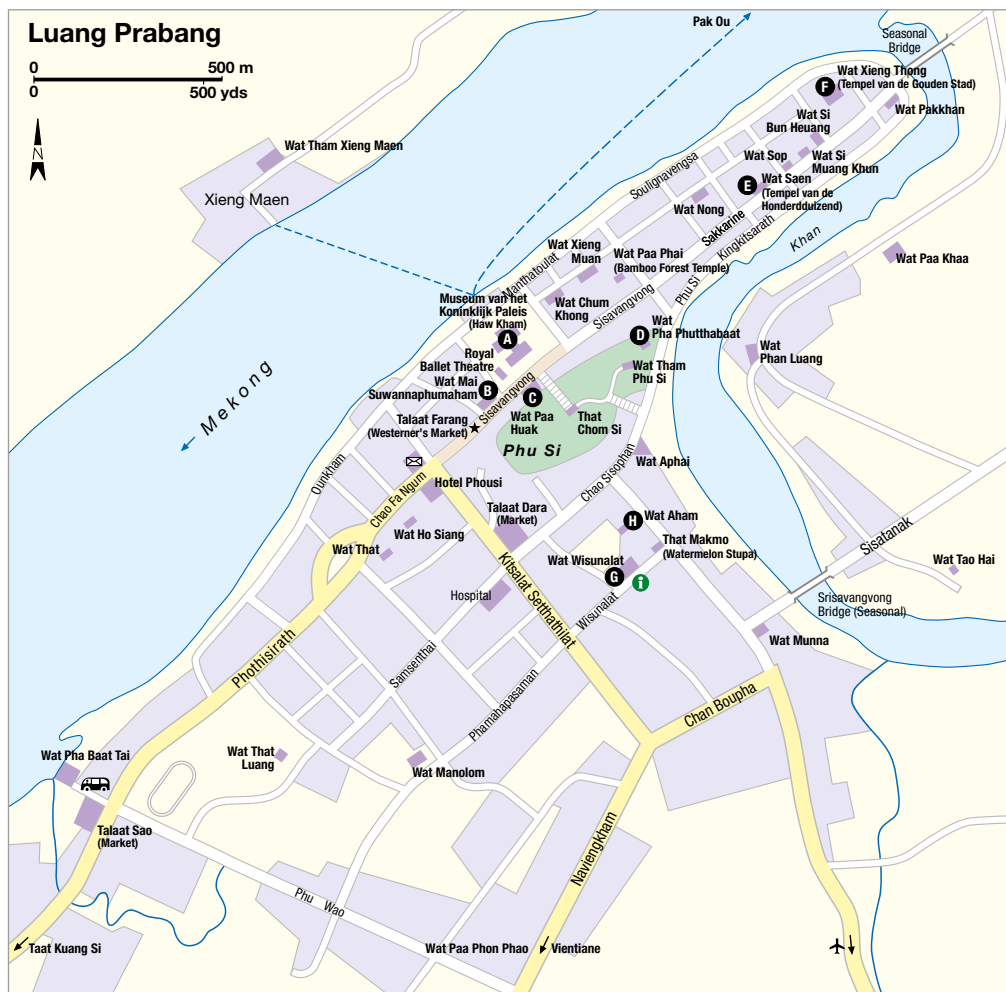 Luang Prabang
0 500 m
0 500 yds
N
Pak Ou
Seasonal
Bridge
F
Wat Xieng Thong
(Tempel van de Gouden Stad)
Wat Pakkhan
Wat Si
Bun Heuang
Wat Sop
Wat Si
Muang Khun
E
Wat Saen
(Tempel van de
Honderdduizend)
Wat Tham Xieng Maen
Xieng Maen
Soulignavengsa
Wat Nong
Sakkarine
Kingkitsarath
Khan
Wat Paa Khaa
Wat Xieng
Muan
Wat Paa Phai
(Bamboo Forest Temple)
Manthatoulat
Phu Si
Museum van het
Koninklijk Paleis
(Haw Kham)
Wat Chum
Khong
Sisavangvong
A
D
Wat
Pha Phutthabaat
Wat
Phan Luang
Royal
Ballet Theatre
Wat Tham
Phu Si
Mekong
Wat Mai
Suwannaphumaham
B
Sisavangvong
C
Wat Paa
Huak
That
Chom Si
Talaat Farang
(Westerner's Market)
Phu Si
Ounkham
Wat Aphai
Chao Sisophan
Chao Fa Ngum
Hotel Phousi
Talaat Dara
(Market)
H
Wat Aham
Wat Ho Siang
That Makmo
(Watermelon Stupa)
Sisatanak
Wat That
Wat Wisunalat
G
i
Wat Tao Hai
Kitsalat Setthathilat
Hospital
Wisunalat
Srisavangvong
Bridge (Seasonal)
Wat Munna
Phothisirath
Samsenthai
Phamahapasaman
Chan Boupha
Wat Pha Baat Tai
Wat That
Luang
Wat Manolom
Talaat Sao
(Market)
Naviengkham
Phu Wao
Taat Kuang Si
Wat Paa Phon Phao
Vientiane